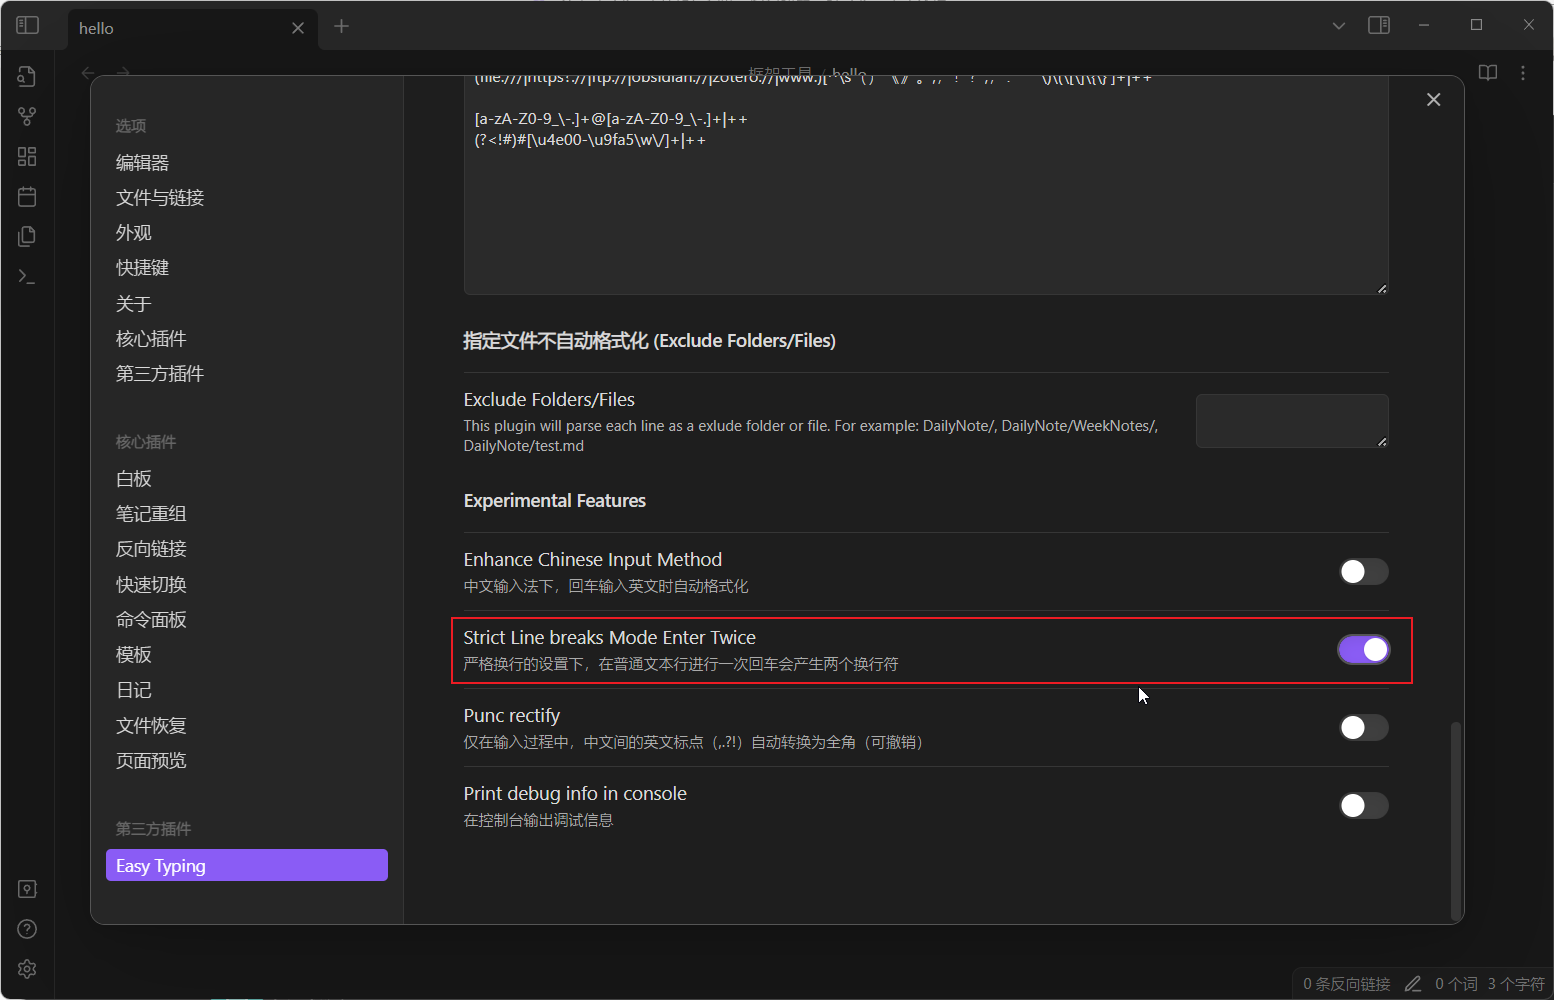 hello
框架工具 / hello
选项
编辑器
文件与链接
外观
快捷键
关于
核心插件
第三方插件
核心插件
白板
笔记重组
反向链接
快速切换
命令面板
模板
日记
文件恢复
页面预览
第三方插件
Easy Typing
[a-zA-Z0-9_\-.]+@[a-zA-Z0-9_\-.]+|++
(?<!#)#[\u4e00-\u9fa5\w\/]+|++
指定文件不自动格式化 (Exclude Folders/Files)
Exclude Folders/Files
This plugin will parse each line as a exlude folder or file. For example: DailyNote/, DailyNote/WeekNotes/,
DailyNote/test.md
Experimental Features
Enhance Chinese Input Method
中文输入法下，回车输入英文时自动格式化
Strict Line breaks Mode Enter Twice
严格换行的设置下，在普通文本行进行一次回车会产生两个换行符
Punc rectify
仅在输入过程中，中文间的英文标点（,.?!）自动转换为全角（可撤销）
Print debug info in console
在控制台输出调试信息
0 条反向链接
0 个词
3 个字符